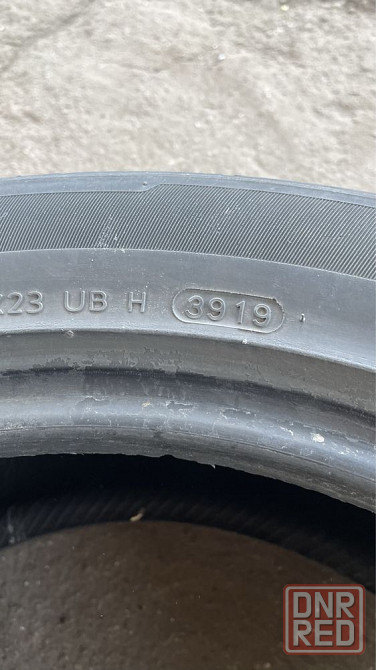 X23 UB H 3919
DNR
RED